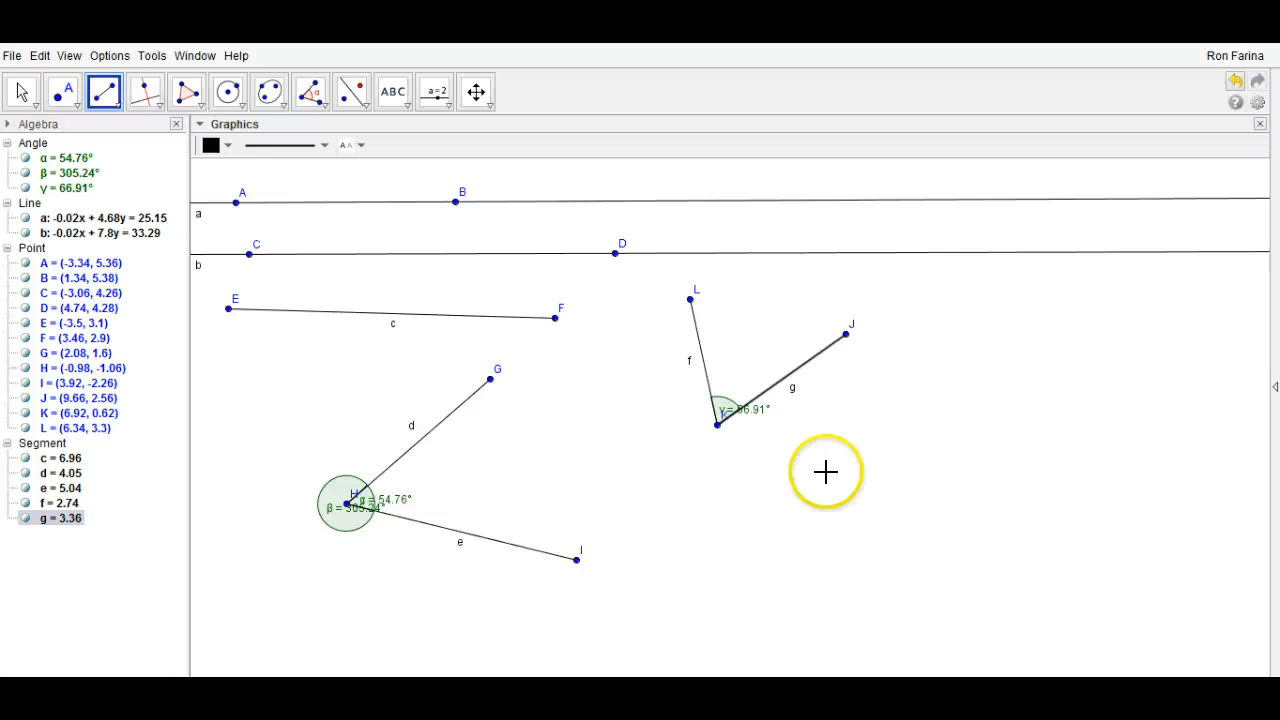 File Edit View Options Tools Window Help Ron Farina
A ABC a=2
Algebra Graphics
Angle
α = 54.76°
β = 305.24°
γ = 66.91°
Line
a: -0.02x + 4.68y = 25.15
b: -0.02x + 7.8y = 33.29
Point
A = (-3.34, 5.36)
B = (1.34, 5.38)
C = (-3.06, 4.26)
D = (4.74, 4.28)
E = (-3.5, 3.1)
F = (3.46, 2.9)
G = (2.08, 1.6)
H = (-0.98, -1.06)
I = (3.92, -2.26)
J = (9.66, 2.56)
K = (6.92, 0.62)
L = (6.34, 3.3)
Segment
c = 6.96
d = 4.05
e = 5.04
f = 2.74
g = 3.36
A A
A B
a
C D
b
E F
c
L
J
f
g
G
d
γ = 66.91°
K
H
α = 54.76°
β = 305.24°
e
I